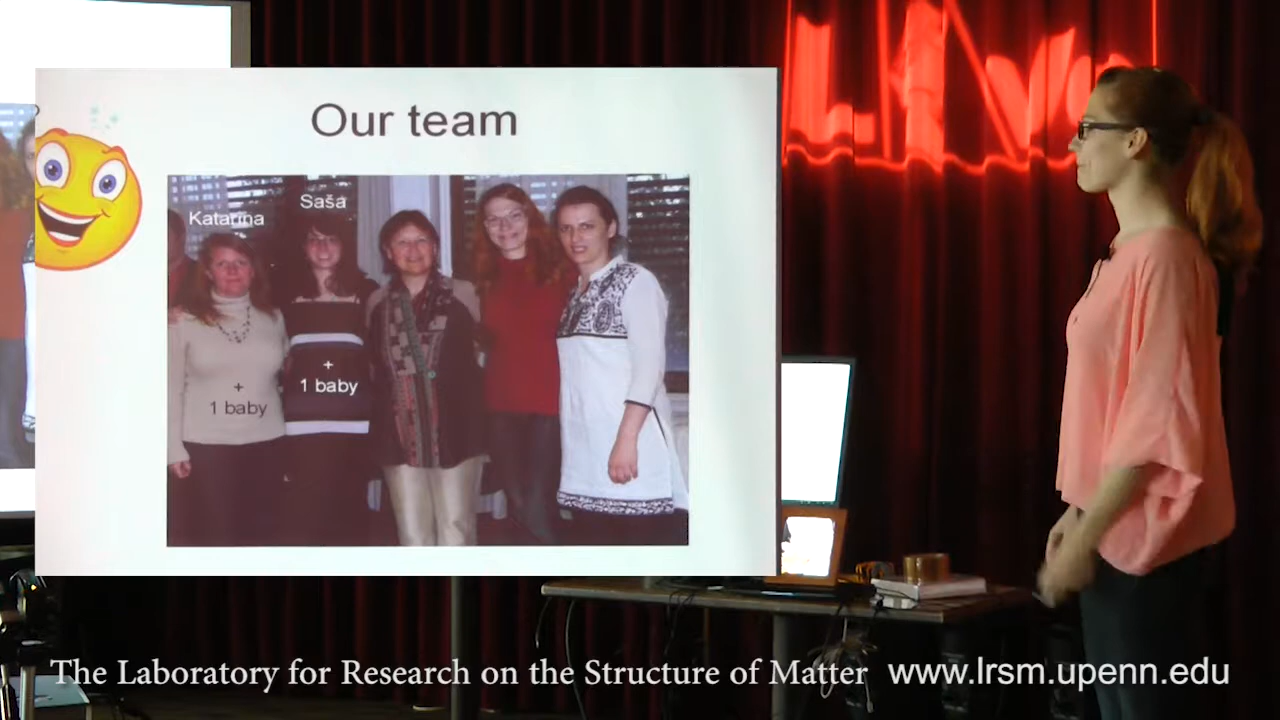 Our team
Saša
Katarina
+
1 baby
+
1 baby
The Laboratory for Research on the Structure of Matter www.lrsm.upenn.edu